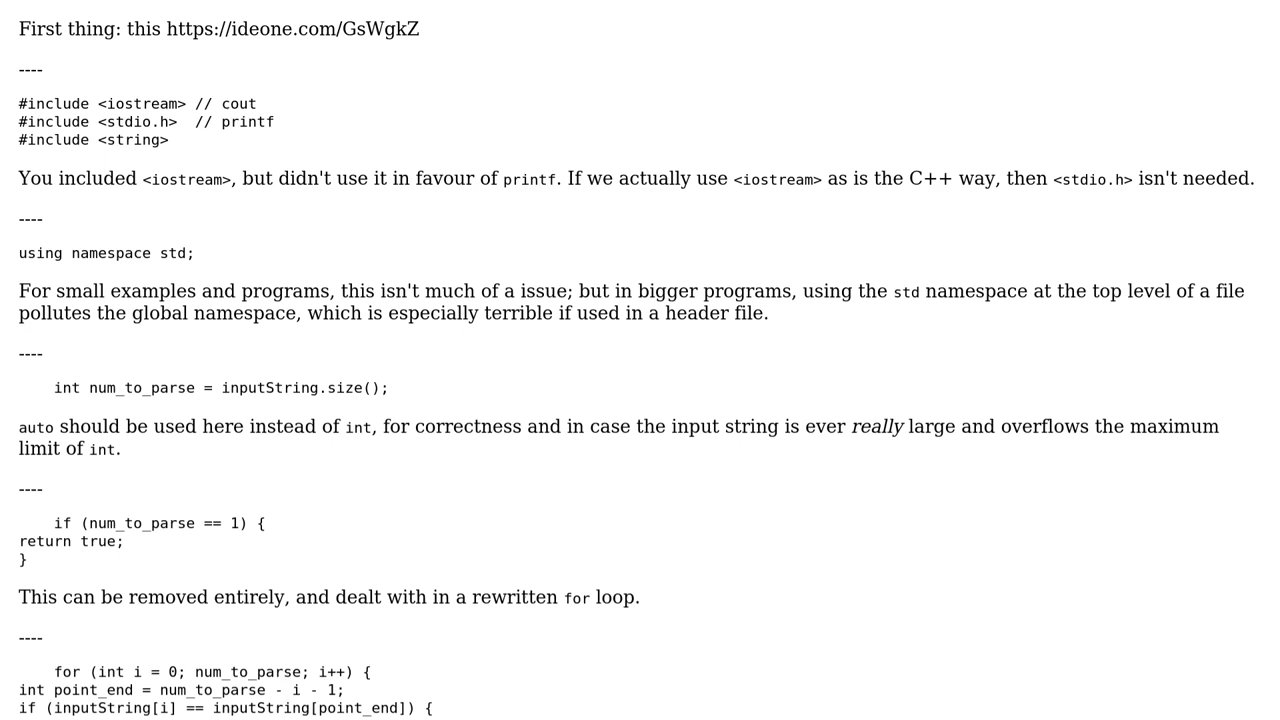 First thing: this https://ideone.com/GsWgkZ
----
#include <iostream> // cout
#include <stdio.h>  // printf
#include <string>
You included <iostream>, but didn't use it in favour of printf. If we actually use <iostream> as is the C++ way, then <stdio.h> isn't needed.
----
using namespace std;
For small examples and programs, this isn't much of a issue; but in bigger programs, using the std namespace at the top level of a file
pollutes the global namespace, which is especially terrible if used in a header file.
----
    int num_to_parse = inputString.size();
auto should be used here instead of int, for correctness and in case the input string is ever really large and overflows the maximum
limit of int.
----
    if (num_to_parse == 1) {
return true;
}
This can be removed entirely, and dealt with in a rewritten for loop.
----
    for (int i = 0; num_to_parse; i++) {
int point_end = num_to_parse - i - 1;
if (inputString[i] == inputString[point_end]) {